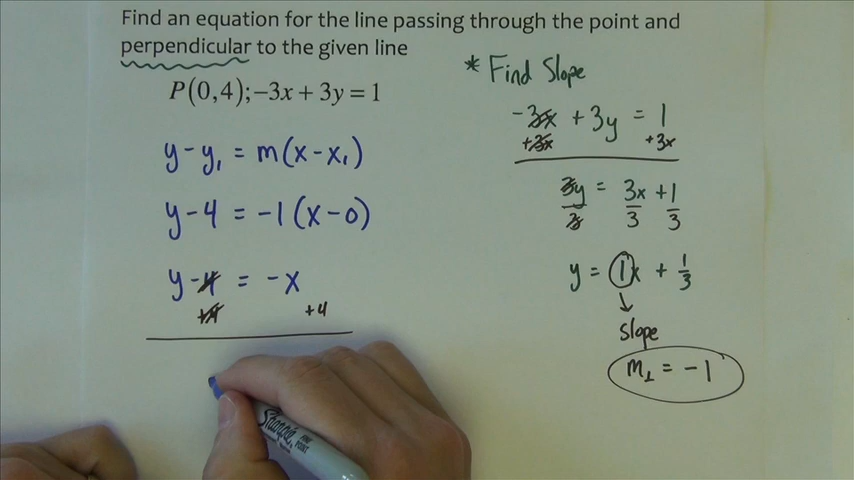 Find an equation for the line passing through the point and
perpendicular to the given line
P(0,4);−3x+3y=1
y-y₁ = m(x-x₁)
y-4 = -1(x-0)
y-4 = -x
+4 +4
* Find Slope
-3x +3y = 1
+3x +3x
3y = 3x +1
3 3 3
y = 1x + 1/3
slope
m⊥ = -1
Sharpie
FINE
POINT